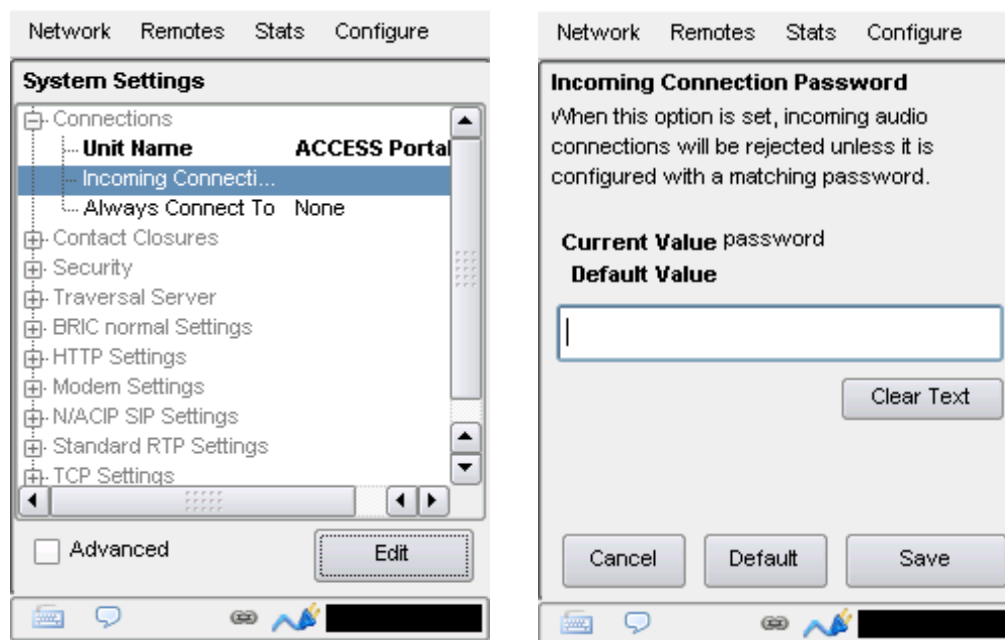 Network Remotes Stats Configure
System Settings
Connections
Unit Name ACCESS Portal
Incoming Connecti...
Always Connect To None
Contact Closures
Security
Traversal Server
BRIC normal Settings
HTTP Settings
Modem Settings
N/ACIP SIP Settings
Standard RTP Settings
TCP Settings
Advanced
Edit
Network Remotes Stats Configure
Incoming Connection Password
When this option is set, incoming audio
connections will be rejected unless it is
configured with a matching password.
Current Value password
Default Value
Clear Text
Cancel Default Save